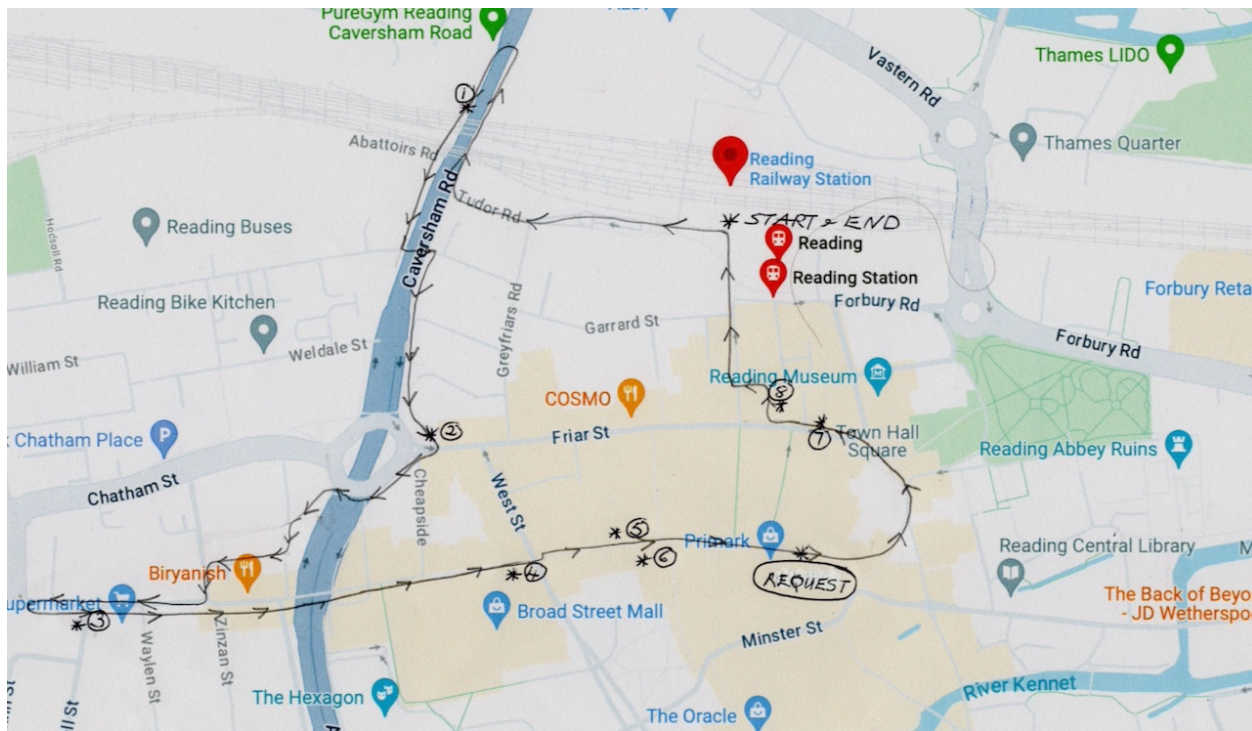 PureGym Reading
Caversham Road
Thames LIDO
Vastern Rd
①
Abattoirs Rd
Thames Quarter
Reading
Railway Station
Caversham Rd
Tudor Rd
START & END
Hodsoll Rd
Reading Buses
Reading
Reading Station
Reading Bike Kitchen
Forbury Rd
Forbury Reta
Greyfriars Rd
Garrard St
Weldale St
Forbury Rd
William St
Reading Museum
⑧
COSMO
②
Friar St
⑦
Town Hall
Square
Chatham Place
Reading Abbey Ruins
Chatham St
Cheapside
West St
⑤
Primark
⑥
Reading Central Library
M
Biryanish
④
REQUEST
upermarket
③
Broad Street Mall
The Back of Beyo
- JD Wetherspo
Minster St
Waylen St
Zinzan St
The Hexagon
River Kennet
The Oracle
ll St